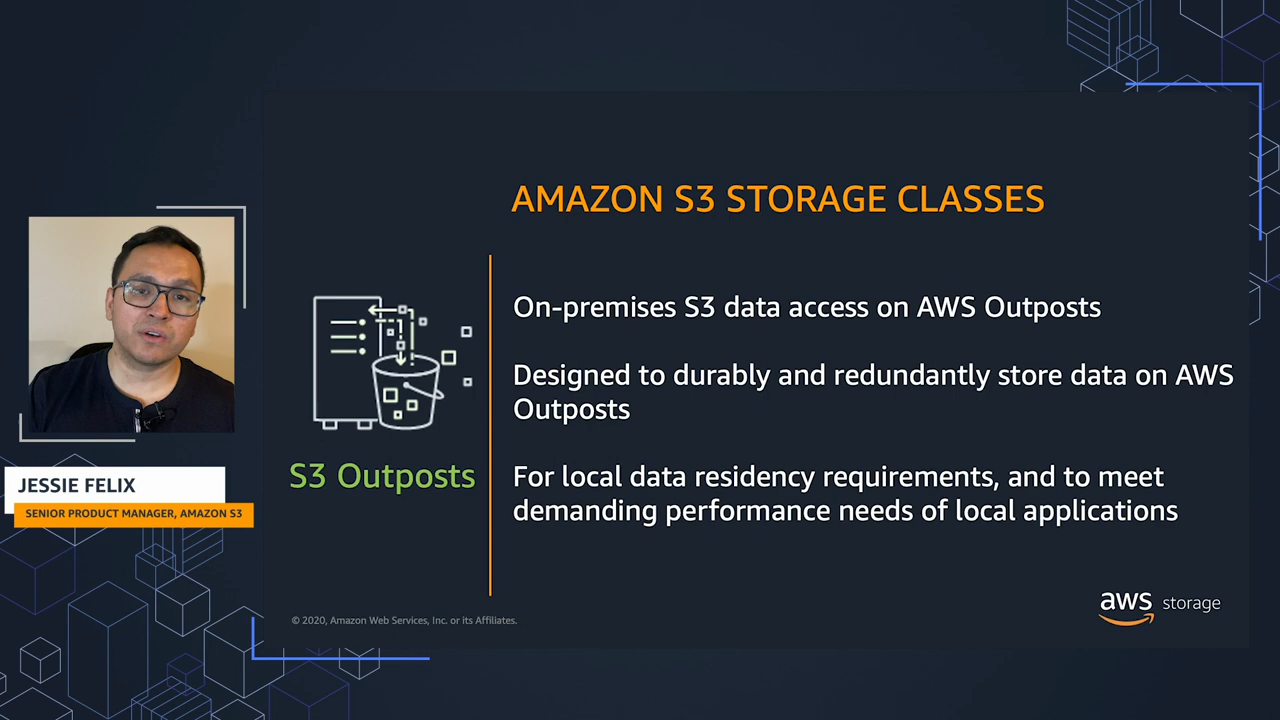 AMAZON S3 STORAGE CLASSES
On-premises S3 data access on AWS Outposts
Designed to durably and redundantly store data on AWS
Outposts
For local data residency requirements, and to meet
demanding performance needs of local applications
S3 Outposts
JESSIE FELIX
SENIOR PRODUCT MANAGER, AMAZON S3
© 2020, Amazon Web Services, Inc. or its Affiliates.
aws storage